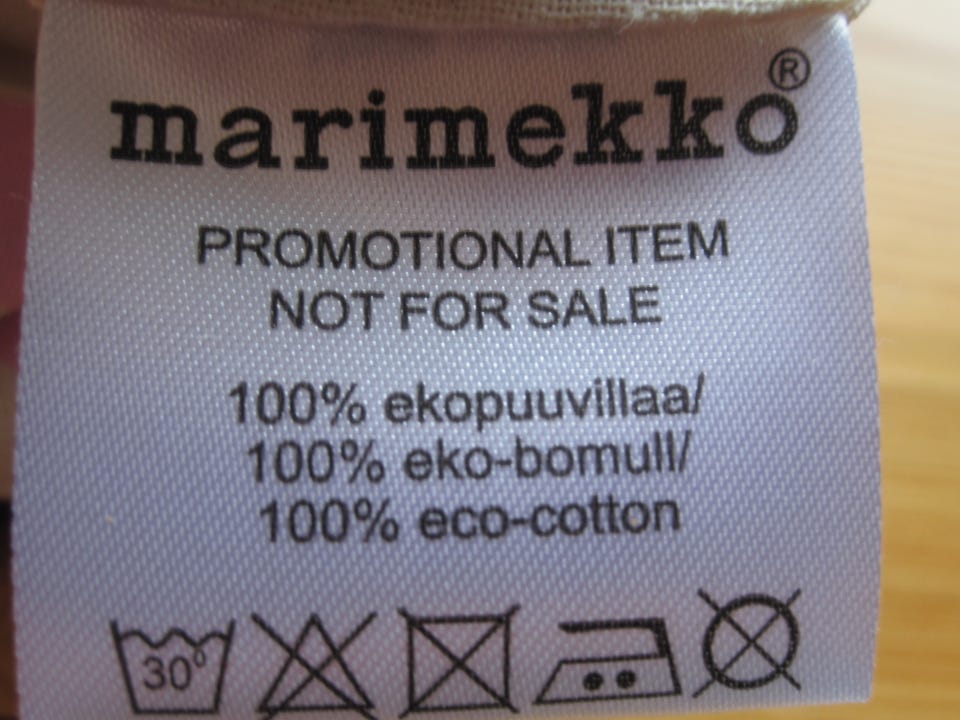 marimekko®
PROMOTIONAL ITEM
NOT FOR SALE
100% ekopuuvillaa/
100% eko-bomull/
100% eco-cotton
30°